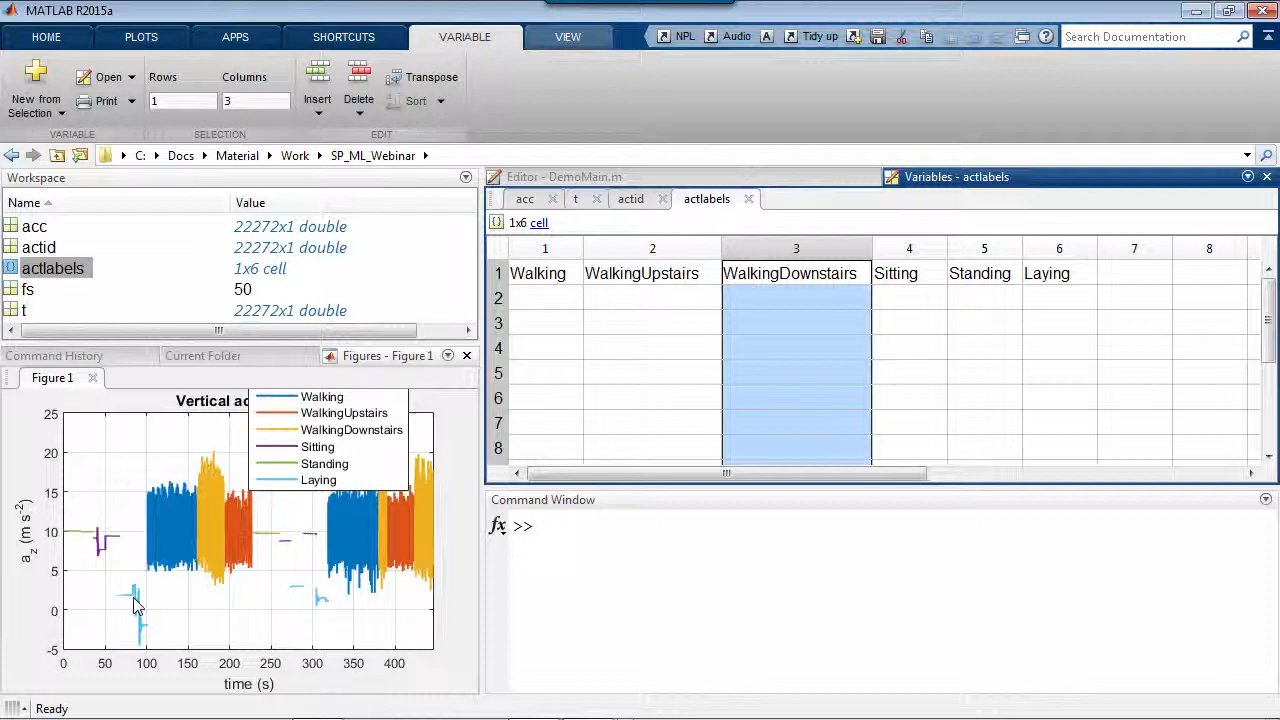 MATLAB R2015a
HOME PLOTS APPS SHORTCUTS VARIABLE VIEW NPL Audio A Tidy up Search Documentation
New from Selection
Open
Print
Rows Columns
1 3
Insert Delete
Transpose
Sort
VARIABLE SELECTION EDIT
C: Docs Material Work SP_ML_Webinar
Workspace
Name Value
acc 22272x1 double
actid 22272x1 double
actlabels 1x6 cell
fs 50
t 22272x1 double
Command History Current Folder Figures - Figure 1
Figure 1
Vertical ac
Walking
WalkingUpstairs
WalkingDownstairs
Sitting
Standing
Laying
25
20
15
10
5
0
-5
a_z (m s^-2)
0 50 100 150 200 250 300 350 400
time (s)
Editor - DemoMain.m Variables - actlabels
acc t actid actlabels
1x6 cell
1 2 3 4 5 6 7 8
1 Walking WalkingUpstairs WalkingDownstairs Sitting Standing Laying
2
3
4
5
6
7
8
Command Window
fx >>
Ready